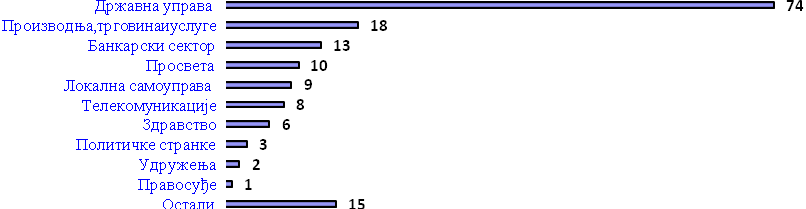 Државна управа 74
Производња,трговинаиуслуге 18
Банкарски сектор 13
Просвета 10
Локална самоуправа 9
Телекомуникације 8
Здравство 6
Политичке странке 3
Удружења 2
Правосуђе 1
Остали 15